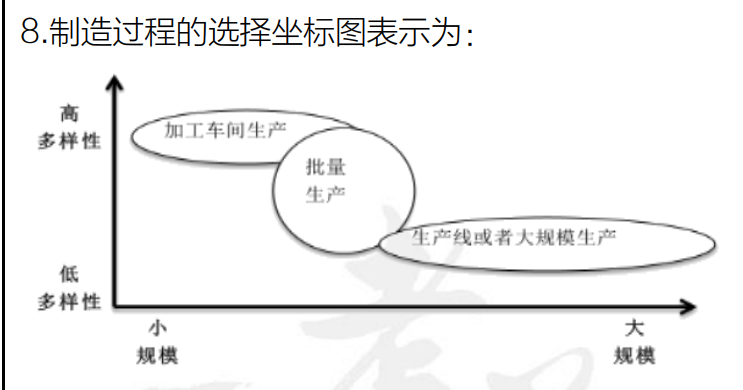 8.制造过程的选择坐标图表示为：
高
多样性
加工车间生产
批量
生产
生产线或者大规模生产
低
多样性
小
规模
大
规模